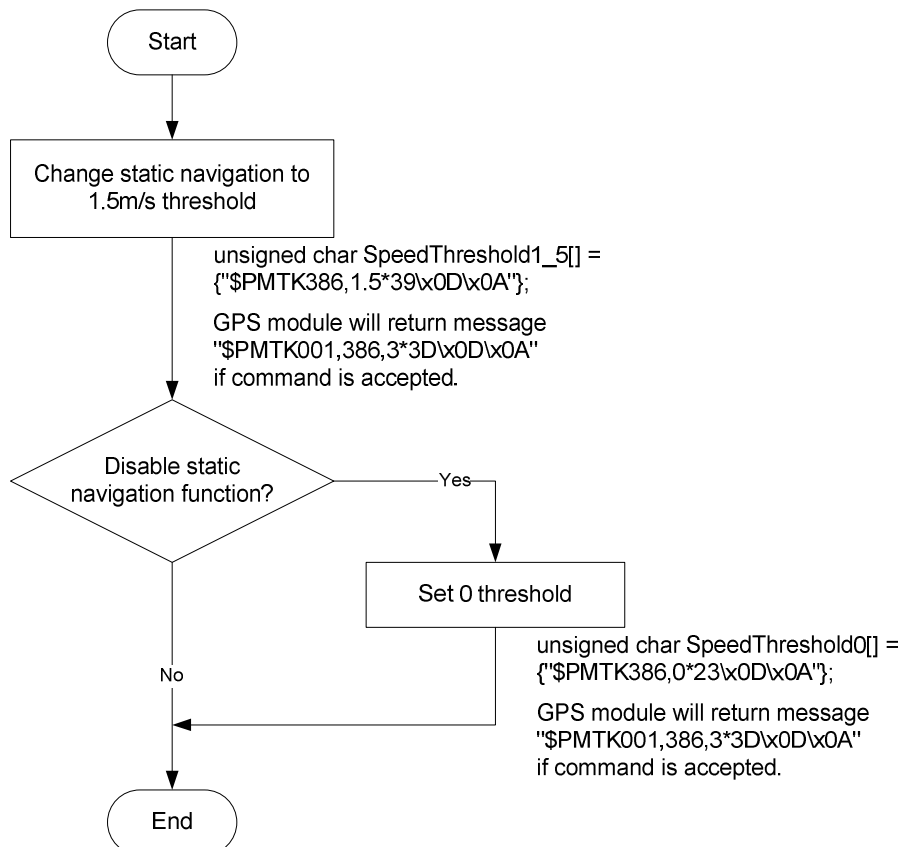 Start
Change static navigation to
1.5m/s threshold
unsigned char SpeedThreshold1_5[] =
{"$PMTK386,1.5*39\x0D\x0A"};
GPS module will return message
"$PMTK001,386,3*3D\x0D\x0A"
if command is accepted.
Disable static
navigation function?
Yes
Set 0 threshold
unsigned char SpeedThreshold0[] =
{"$PMTK386,0*23\x0D\x0A"};
No
GPS module will return message
"$PMTK001,386,3*3D\x0D\x0A"
if command is accepted.
End